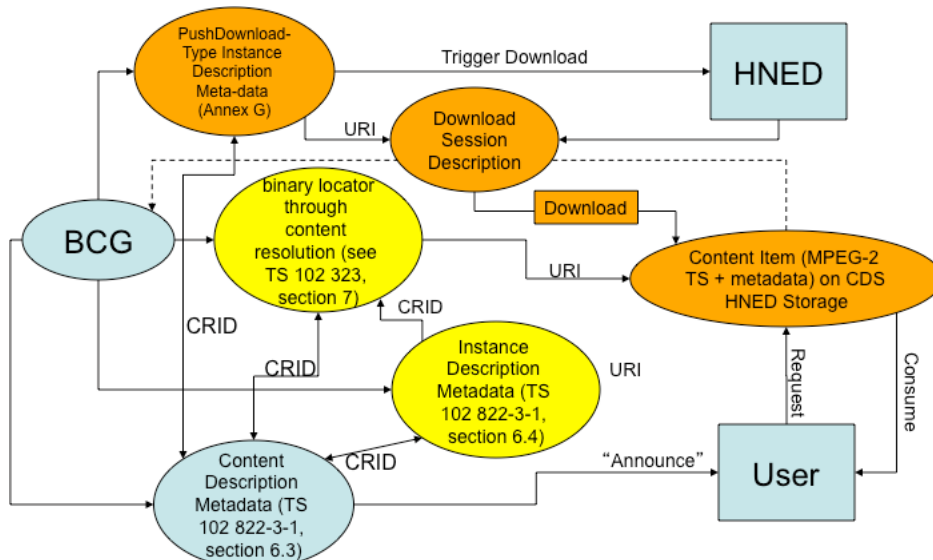 PushDownload-
Type Instance
Description
Meta-data
(Annex G)
Trigger Download
HNED
URI
Download
Session
Description
binary locator
through
content
resolution (see
TS 102 323,
section 7)
Download
BCG
URI
Content Item (MPEG-2
TS + metadata) on CDS
HNED Storage
CRID
CRID
CRID
Instance
Description
Metadata (TS
102 822-3-1,
section 6.4)
URI
Request
Consume
CRID
Content
Description
Metadata (TS
102 822-3-1,
section 6.3)
“Announce”
User